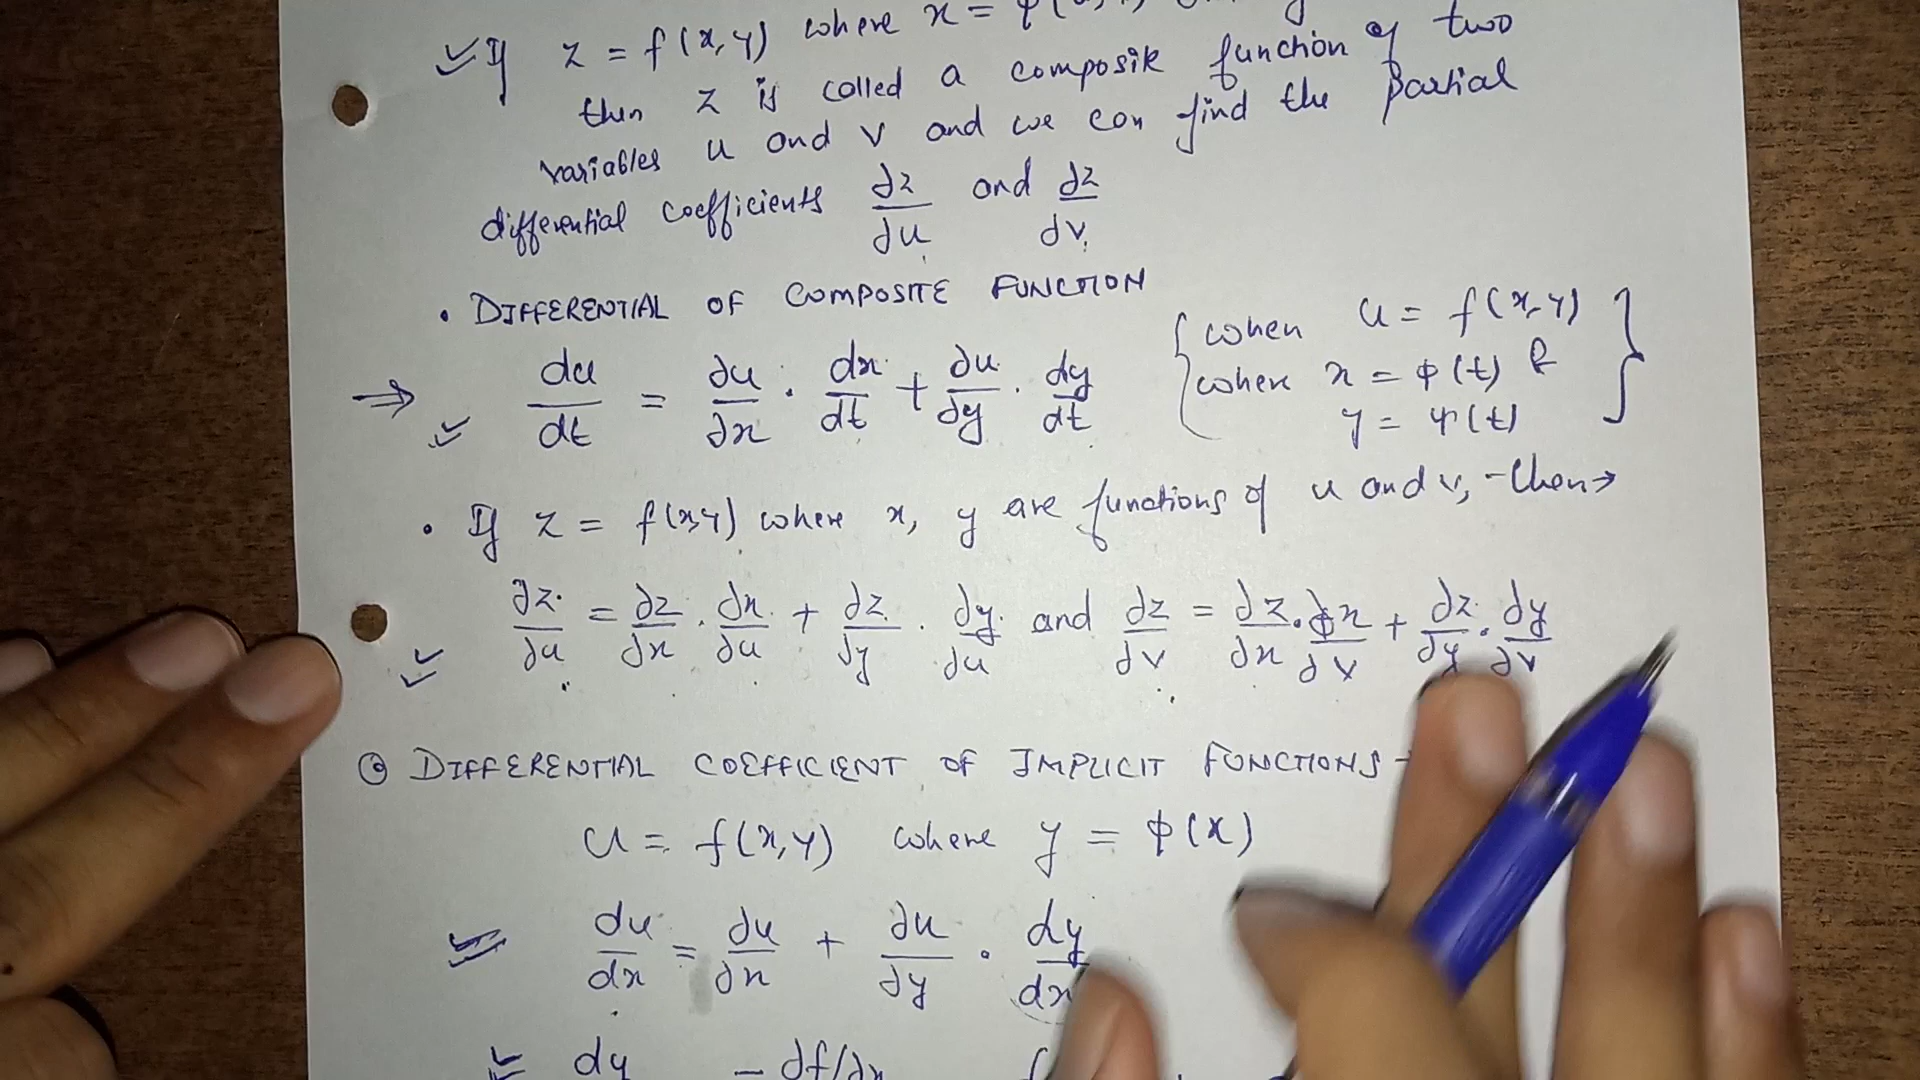 If z = f(x,y) where x =
then z is called a composite function of two
variables u and v and we can find the partial
differential coefficients ∂z/∂u and ∂z/∂v
• DIFFERENTIAL OF COMPOSITE FUNCTION
⇒ du/dt = ∂u/∂x · dx/dt + ∂u/∂y · dy/dt {when u = f(x,y) where x = φ(t) & y = ψ(t)}
• If z = f(x,y) where x, y are functions of u and v, then→
∂z/∂u = ∂z/∂x · ∂x/∂u + ∂z/∂y · ∂y/∂u and ∂z/∂v = ∂z/∂x · ∂x/∂v + ∂z/∂y · ∂y/∂v
DIFFERENTIAL COEFFICIENT OF IMPLICIT FUNCTIONS
u = f(x,y) where y = φ(x)
du/dx = ∂u/∂x + ∂u/∂y · dy/dx
dy - ∂f/∂x